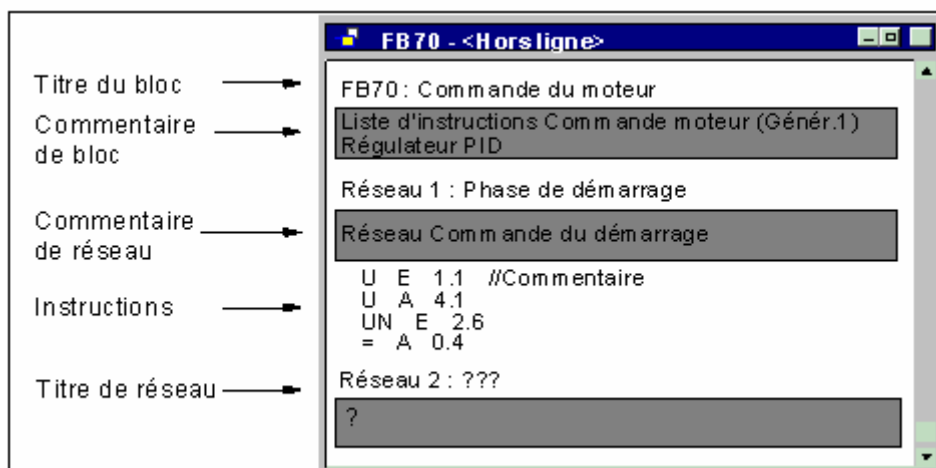 FB70 - <Hors ligne>
Titre du bloc
FB70 : Commande du moteur
Commentaire
de bloc
Liste d'instructions Commande moteur (Génér.1)
Régulateur PID
Réseau 1 : Phase de démarrage
Commentaire
de réseau
Réseau Commande du démarrage
Instructions
U E 1.1 //Commentaire
U A 4.1
UN E 2.6
= A 0.4
Titre de réseau
Réseau 2 : ???
?